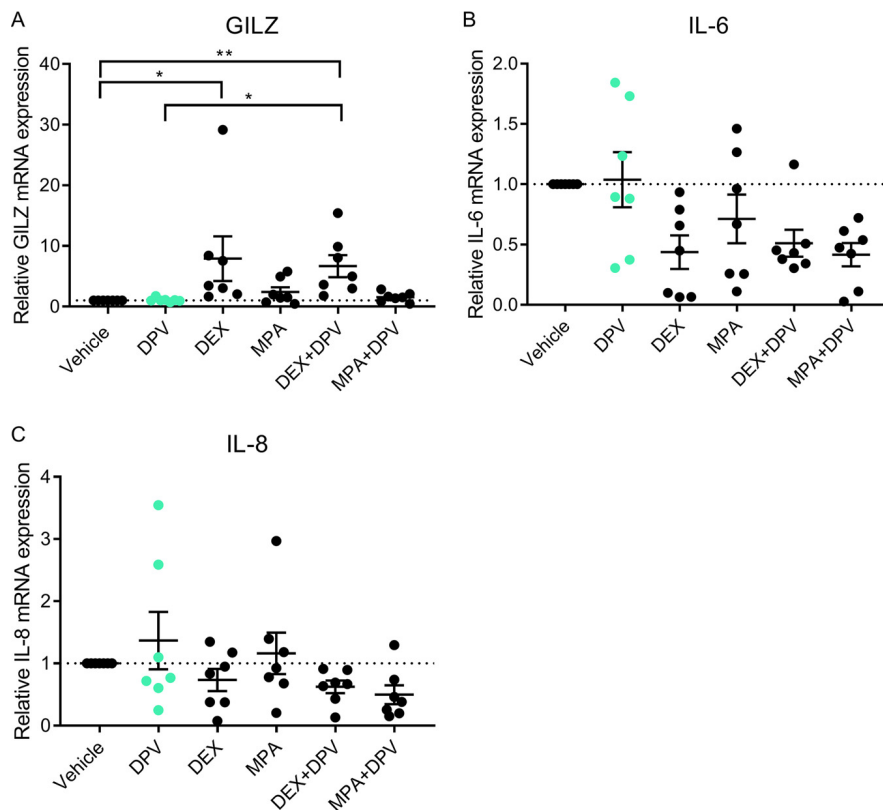 A
GILZ
Relative GILZ mRNA expression
40
30
20
10
0
**
*
*
Vehicle
DPV
DEX
MPA
DEX+DPV
MPA+DPV
B
IL-6
Relative IL-6 mRNA expression
2.0
1.5
1.0
0.5
0.0
Vehicle
DPV
DEX
MPA
DEX+DPV
MPA+DPV
C
IL-8
Relative IL-8 mRNA expression
4
3
2
1
0
Vehicle
DPV
DEX
MPA
DEX+DPV
MPA+DPV